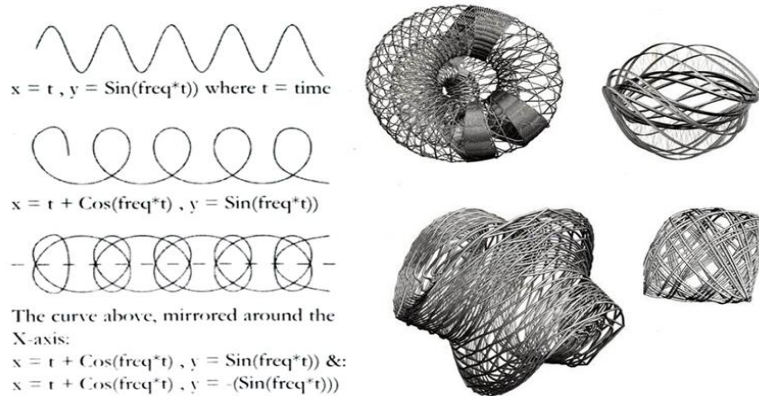 x = t , y = Sin(freq*t)) where t = time
x = t + Cos(freq*t) , y = Sin(freq*t))
The curve above, mirrored around the
X-axis:
x = t + Cos(freq*t) , y = Sin(freq*t)) &:
x = t + Cos(freq*t) , y = -(Sin(freq*t)))